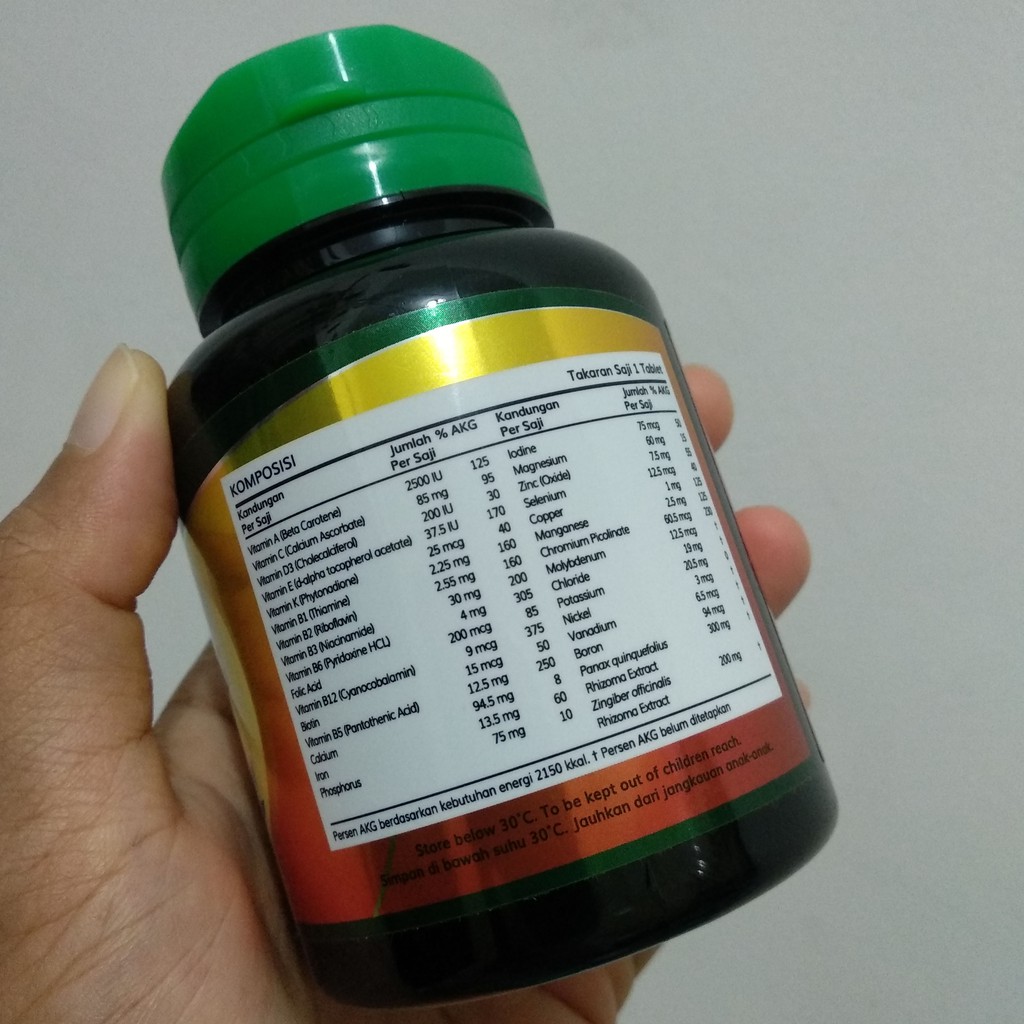 Takaran Saji 1 Tablet
KOMPOSISI
Kandungan Per Saji Jumlah Per Saji % AKG
Vitamin A (Beta Carotene) 2500 IU 125
Vitamin C (Calcium Ascorbate) 85 mg 95
Vitamin D3 (Cholecalciferol) 200 IU 30
Vitamin E (d-alpha tocopherol acetate) 37.5 IU 170
Vitamin K (Phytonadione) 25 mcg 40
Vitamin B1 (Thiamine) 2.25 mg 160
Vitamin B2 (Riboflavin) 2.55 mg 160
Vitamin B3 (Niacinamide) 30 mg 200
Vitamin B6 (Pyridoxine HCL) 4 mg 305
Folic Acid 200 mcg 85
Vitamin B12 (Cyanocobalamin) 9 mcg 375
Biotin 15 mcg 50
Vitamin B5 (Pantothenic Acid) 12.5 mg 250
Calcium 94.5 mg 8
Iron 13.5 mg 60
Phosphorus 75 mg 10
Kandungan Per Saji Jumlah Per Saji % AKG
Iodine 75 mcg 50
Magnesium 60 mg 15
Zinc (Oxide) 7.5 mg 55
Selenium 12.5 mcg 40
Copper 1 mg 125
Manganese 2.5 mg 125
Chromium Picolinate 60.5 mcg
Molybdenum 12.5 mcg †
Chloride 19 mg †
Potassium 20.5 mg 0
Nickel 3 mcg †
Vanadium 6.5 mcg †
Boron 94 mcg †
Panax quinquefolius 300 mg †
Rhizoma Extract
Zingiber officinalis 200 mg †
Rhizoma Extract
Persen AKG berdasarkan kebutuhan energi 2150 kkal. † Persen AKG belum ditetapkan
Store below 30°C. To be kept out of children reach.
Simpan di bawah suhu 30°C. Jauhkan dari jangkauan anak-anak.